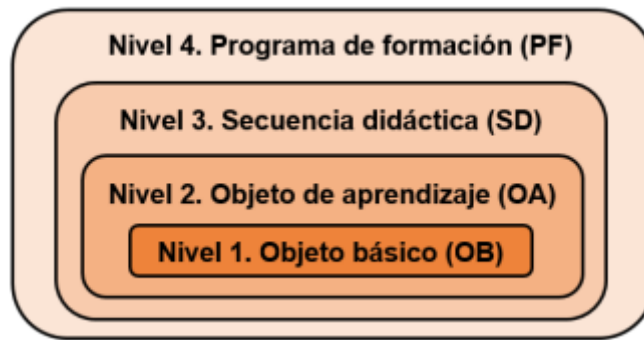 Nivel 4. Programa de formación (PF)
Nivel 3. Secuencia didáctica (SD)
Nivel 2. Objeto de aprendizaje (OA)
Nivel 1. Objeto básico (OB)